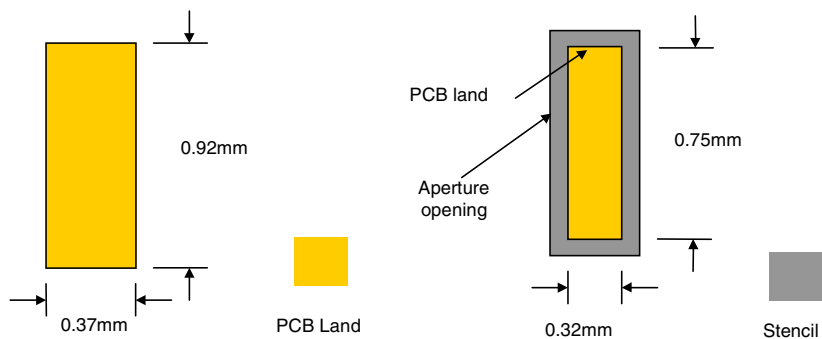 0.92mm
0.37mm
PCB Land
PCB land
Aperture
opening
0.75mm
0.32mm
Stencil